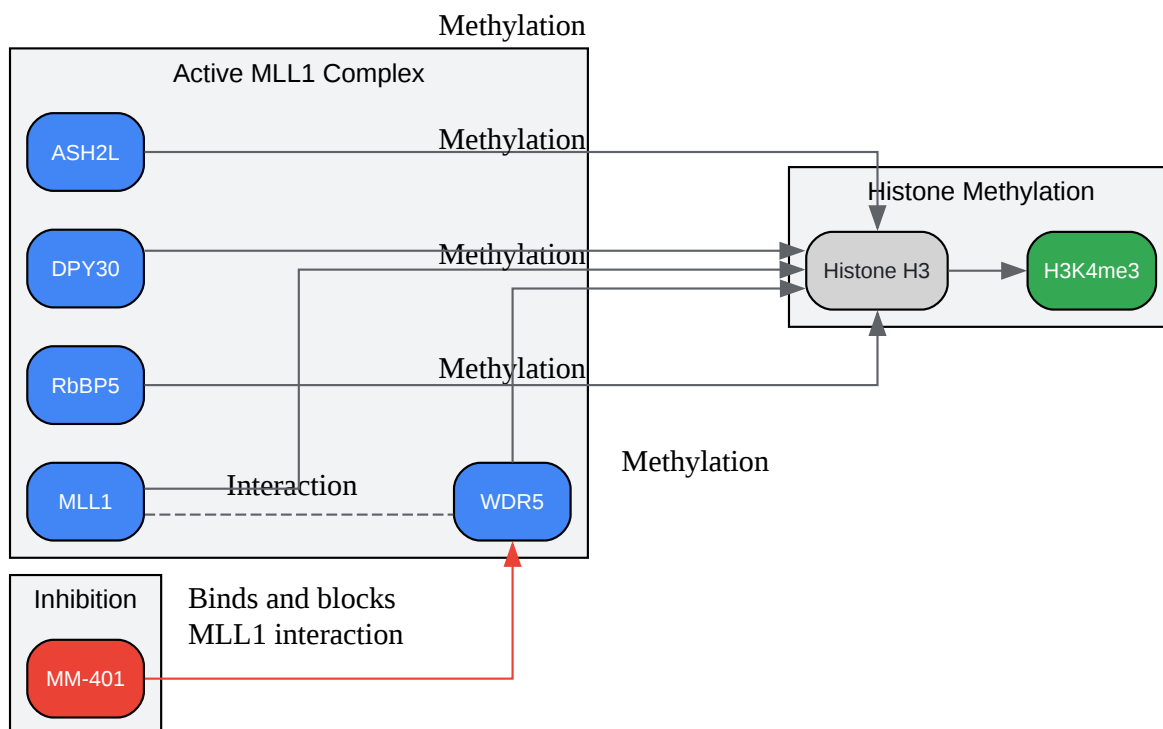 Methylation
Active MLL1 Complex
ASH2L
Methylation
Histone Methylation
DPY30
Methylation
Histone H3
H3K4me3
RbBP5
Methylation
Methylation
MLL1
Interaction
WDR5
Inhibition
Binds and blocks
MLL1 interaction
MM-401